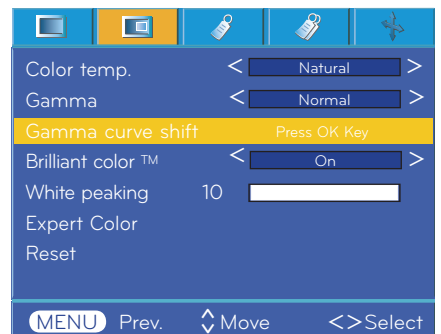 Color temp. < Natural >
Gamma < Normal >
Gamma curve shift Press OK Key
Brilliant color ™ < On >
White peaking 10
Expert Color
Reset
MENU Prev. Move <>Select